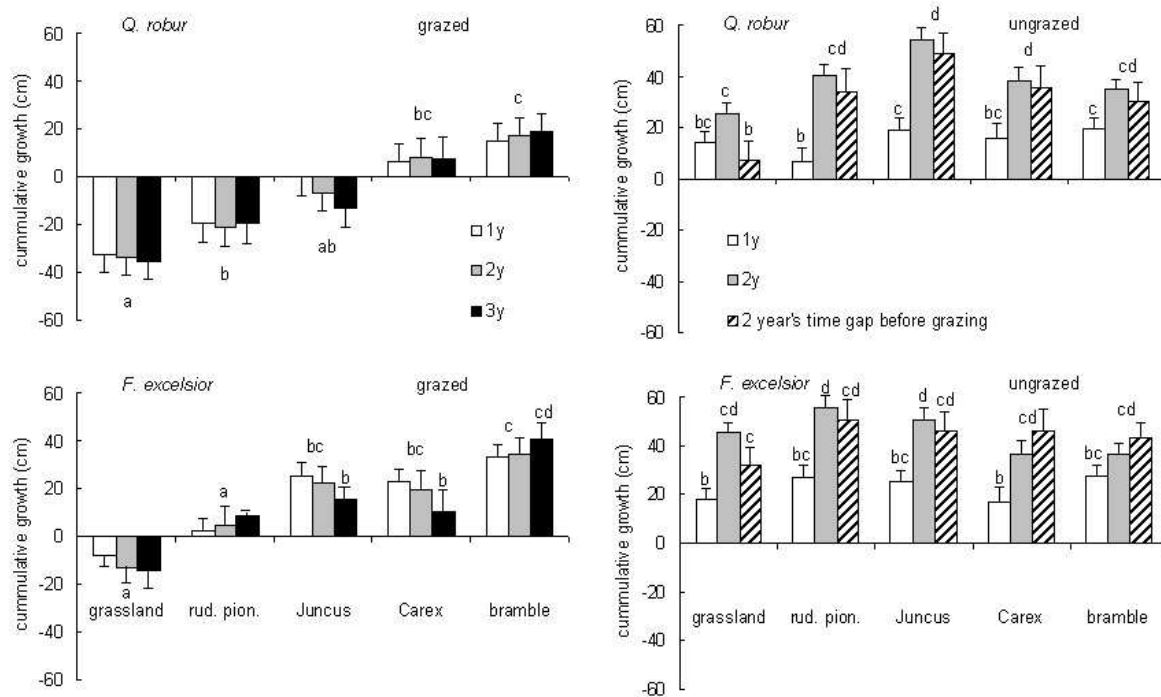 Q. robur grazed
cummulative growth (cm)
60
40
20
0
-20
-40
-60
a
b
ab
bc
c
1y
2y
3y
Q. robur ungrazed
cummulative growth (cm)
60
40
20
0
-20
-40
-60
bc c b
b cd
c d
bc d
c cd
1y
2y
2 year's time gap before grazing
F. excelsior grazed
cummulative growth (cm)
60
40
20
0
-20
-40
-60
a
a
bc b
bc b
c cd
grassland rud. pion. Juncus Carex bramble
F. excelsior ungrazed
cummulative growth (cm)
60
40
20
0
-20
-40
-60
b cd c
bc d cd
bc d cd
b cd
bc cd
grassland rud. pion. Juncus Carex bramble